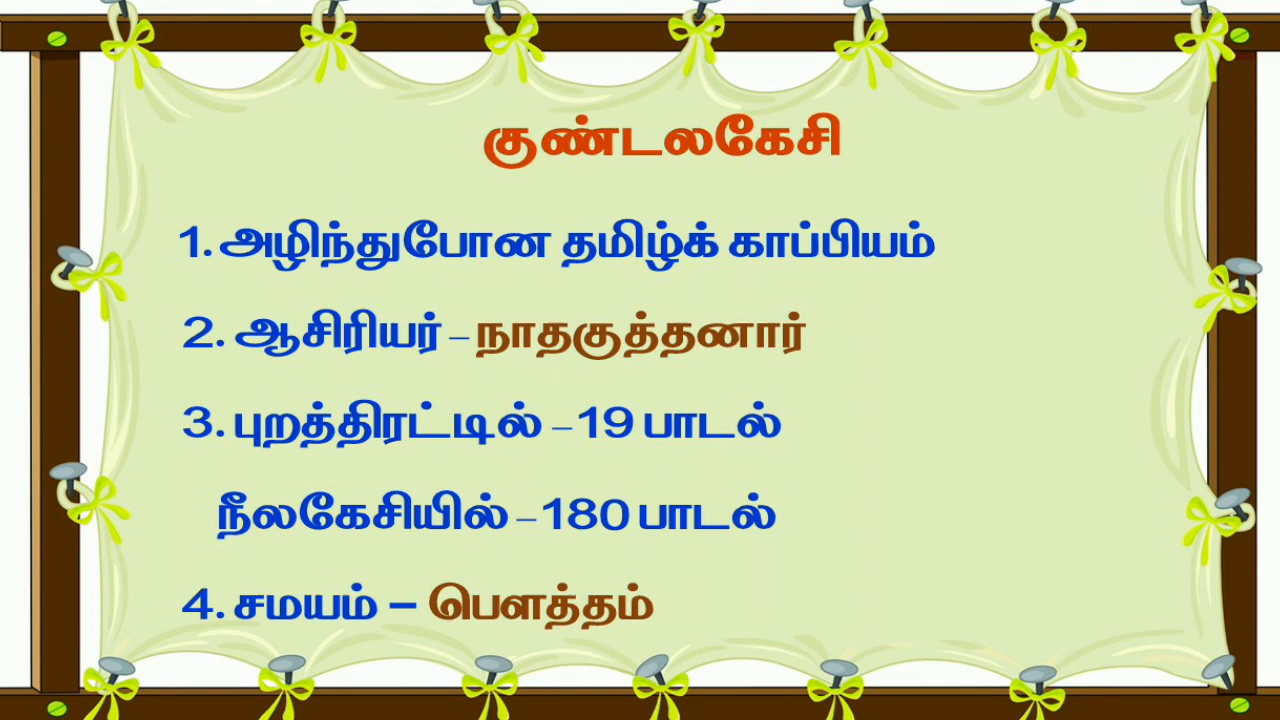 குண்டலகேசி
1. அழிந்துபோன தமிழ்க் காப்பியம்
2. ஆசிரியர் – நாதகுத்தனார்
3. புறத்திரட்டில் – 19 பாடல்
நீலகேசியில் – 180 பாடல்
4. சமயம் – பௌத்தம்